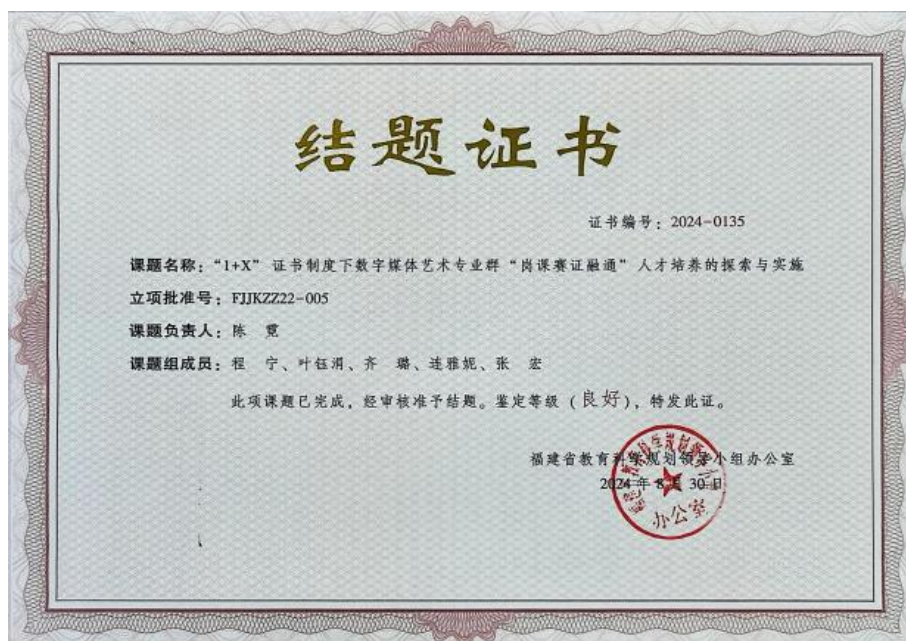 结题证书
证书编号：2024-0135
课题名称：“1+X”证书制度下数字媒体艺术专业群“岗课赛证融通”人才培养的探索与实施
立项批准号：FJJKZZ22-005
课题负责人：陈 霓
课题组成员：程 宁、叶钰涓、齐 璐、连雅妮、张 宏
此项课题已完成，经审核准予结题。鉴定等级（良好），特发此证。
福建省教育科学规划领导小组办公室
2024 年 8 月 30 日
办公室